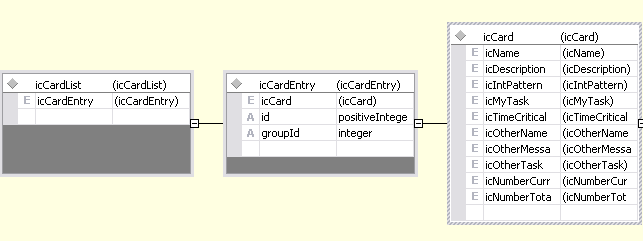 icCardList (icCardList)
E icCardEntry (icCardEntry)
icCardEntry (icCardEntry)
E icCard (icCard)
A id positiveIntege
A groupId integer
icCard (icCard)
E icName (icName)
E icDescription (icDescription)
E icIntPattern (icIntPattern)
E icMyTask (icMyTask)
E icTimeCritical (icTimeCritical
E icOtherName (icOtherName
E icOtherMessa (icOtherMessa
E icOtherTask (icOtherTask)
E icNumberCurr (icNumberCur
E icNumberTota (icNumberTot